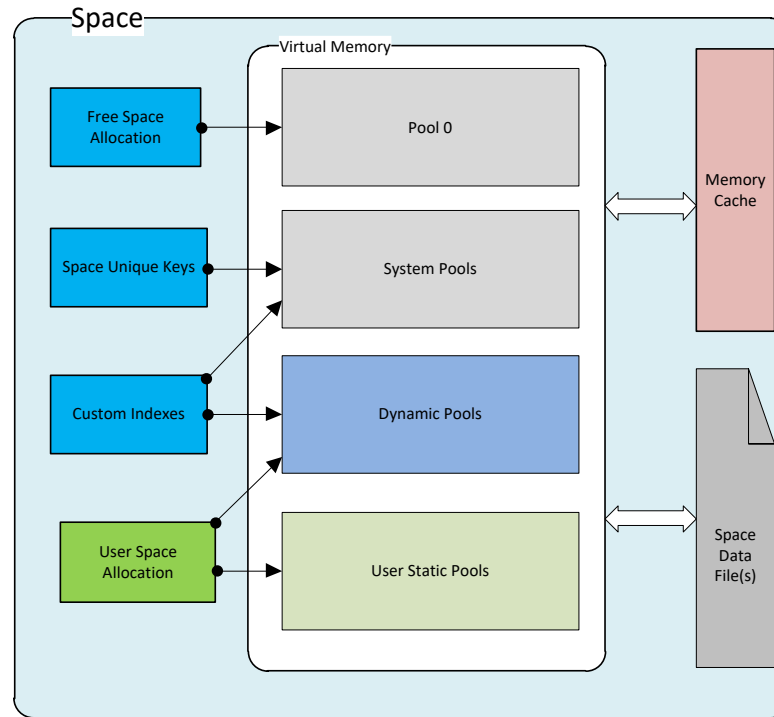 Space
Virtual Memory
Free Space
Allocation
Pool 0
Memory
Cache
Space Unique Keys
System Pools
Custom Indexes
Dynamic Pools
User Space
Allocation
User Static Pools
Space
Data
File(s)